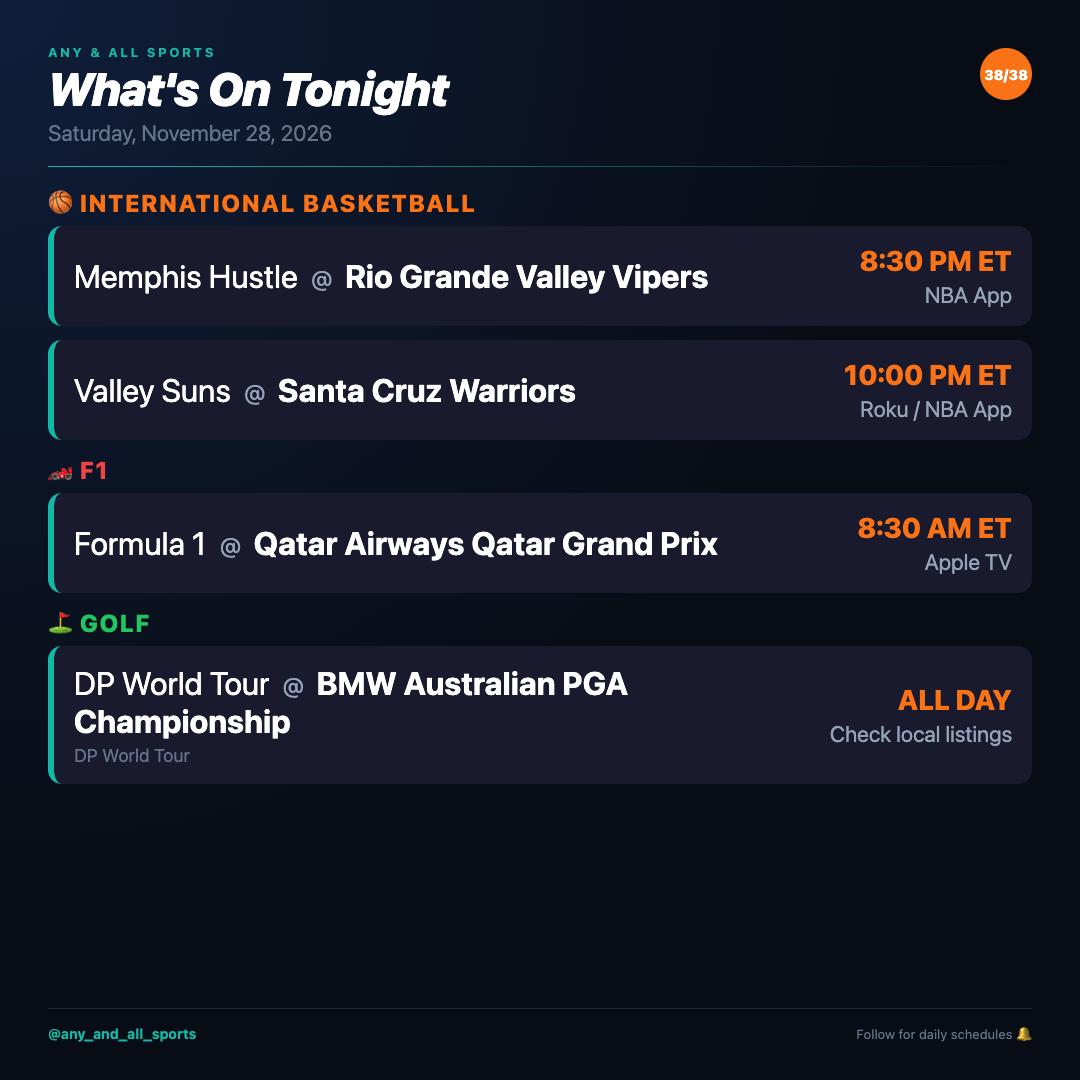 ANY & ALL SPORTS
What's On Tonight
38/38
Saturday, November 28, 2026
🏀 INTERNATIONAL BASKETBALL
Memphis Hustle @ Rio Grande Valley Vipers
8:30 PM ET
NBA App
Valley Suns @ Santa Cruz Warriors
10:00 PM ET
Roku / NBA App
🏎️ F1
Formula 1 @ Qatar Airways Qatar Grand Prix
8:30 AM ET
Apple TV
⛳ GOLF
DP World Tour @ BMW Australian PGA
Championship
DP World Tour
ALL DAY
Check local listings
@any_and_all_sports
Follow for daily schedules 🔔